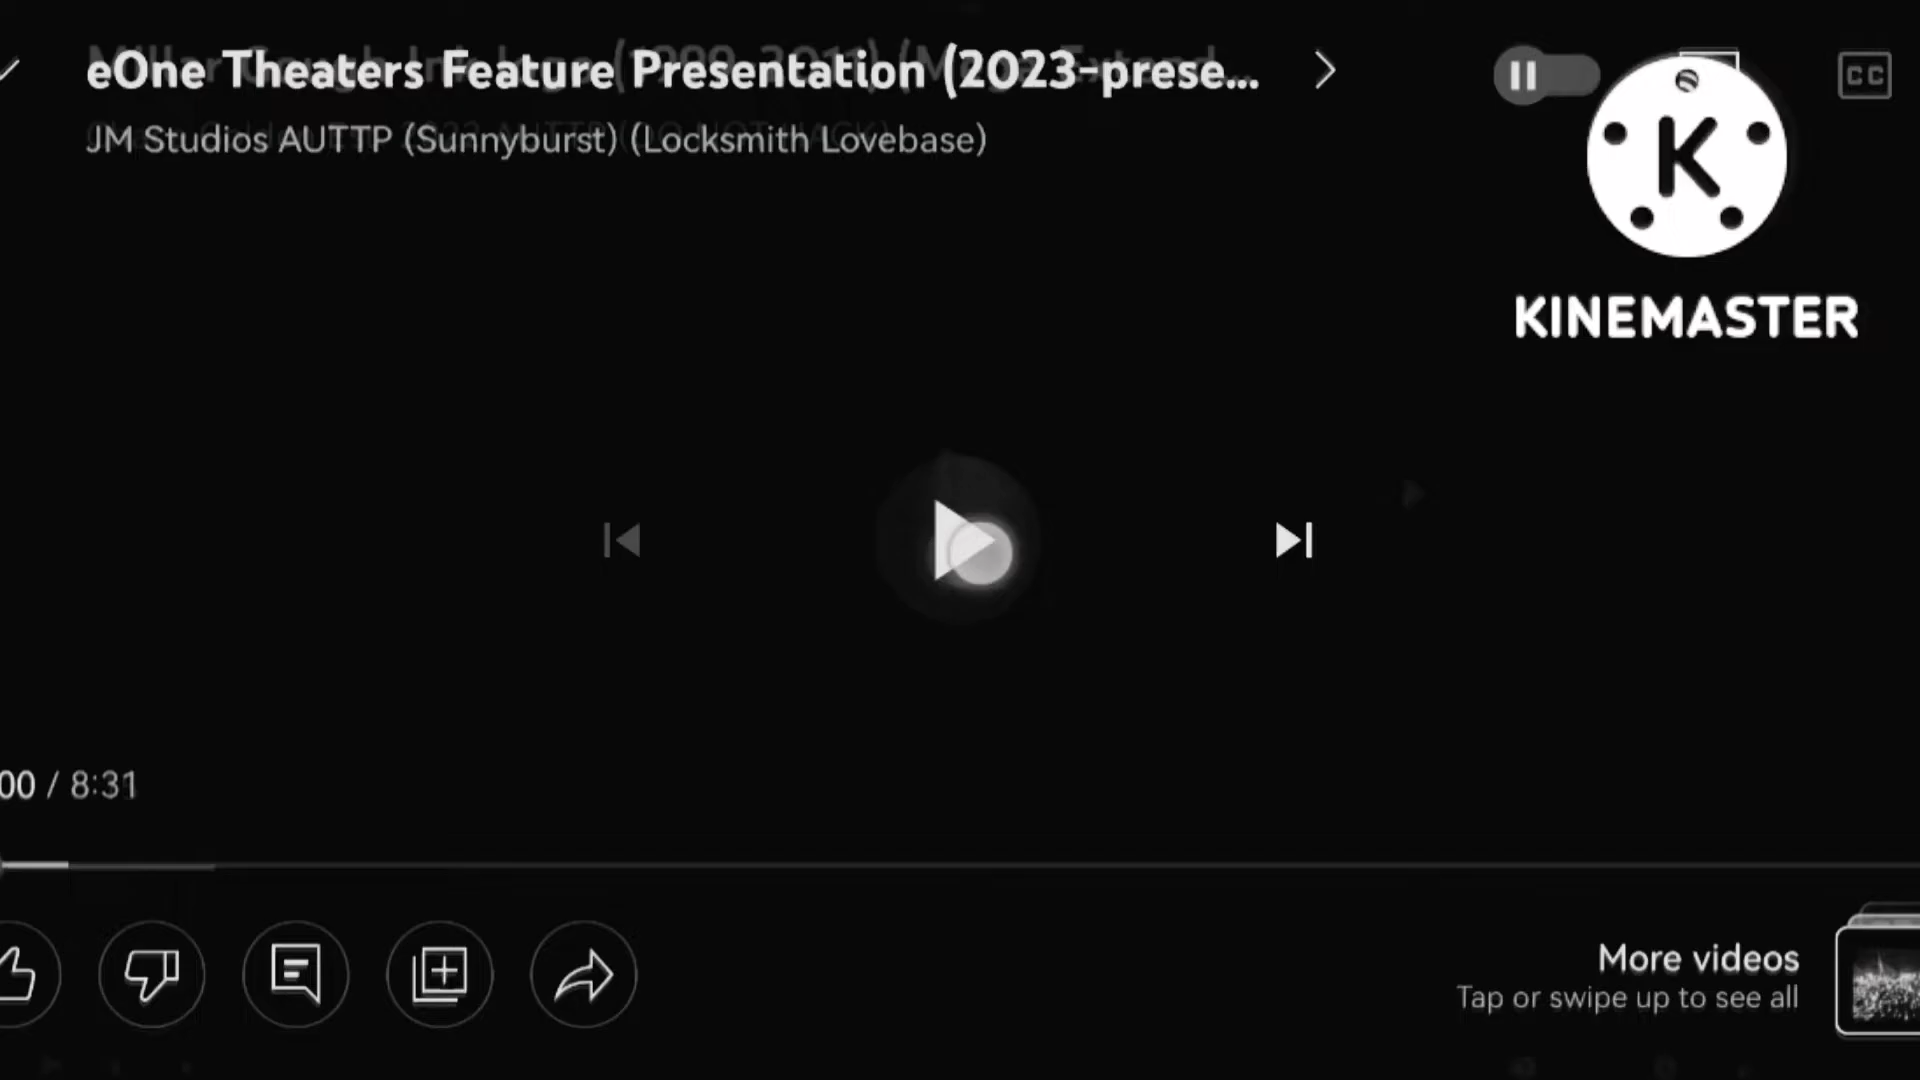 eOne Theaters Feature Presentation (2023-prese...
JM Studios AUTTP (Sunnyburst) (Locksmith Lovebase)
CC
K
KINEMASTER
00 / 8:31
More videos
Tap or swipe up to see all